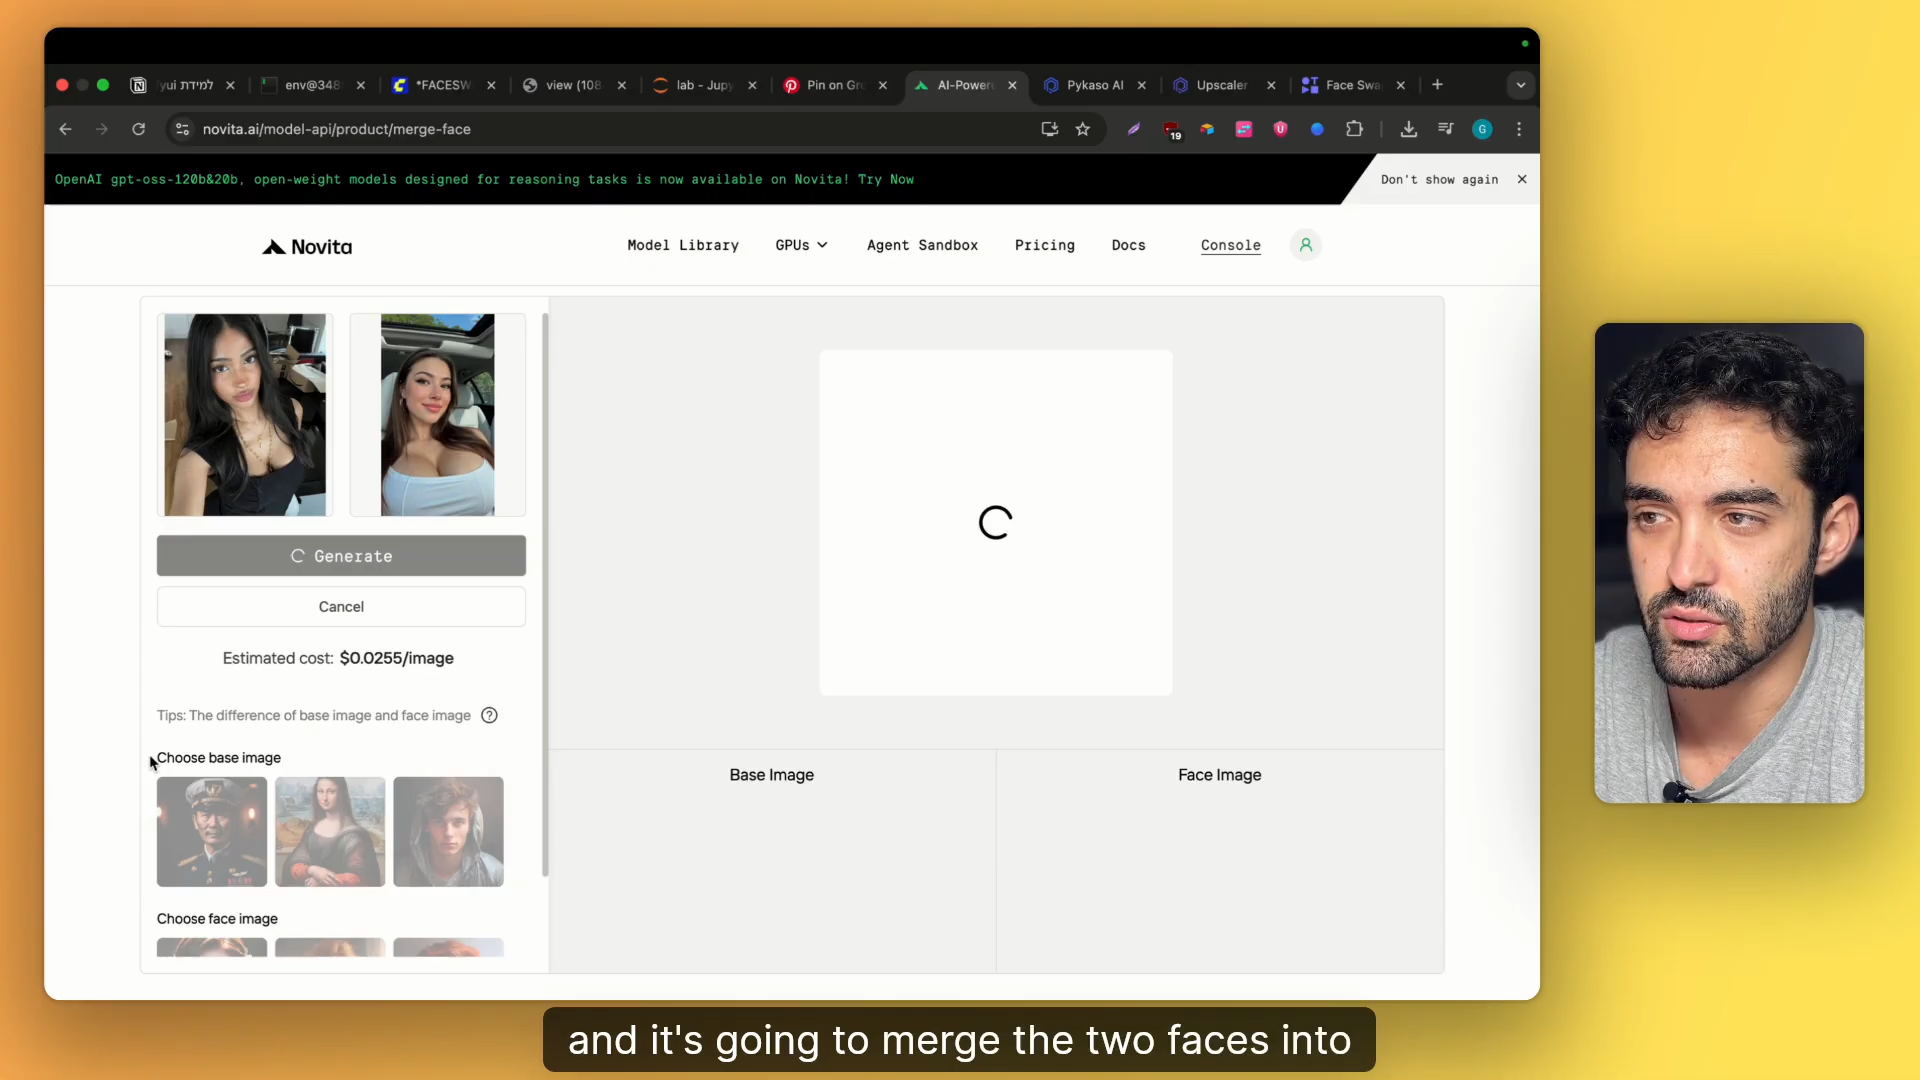 למידת
yui
env@348
*FACESW
view (108
lab - Jupy
Pin on Gr
AI-Power
Pykaso AI
Upscaler
Face Swa
novita.ai/model-api/product/merge-face
19
G
OpenAI gpt-oss-120b&20b, open-weight models designed for reasoning tasks is now available on Novita! Try Now
Don't show again
Novita
Model Library
GPUs
Agent Sandbox
Pricing
Docs
Console
Generate
Cancel
Estimated cost: $0.0255/image
Tips: The difference of base image and face image
Choose base image
Choose face image
Base Image
Face Image
and it's going to merge the two faces into